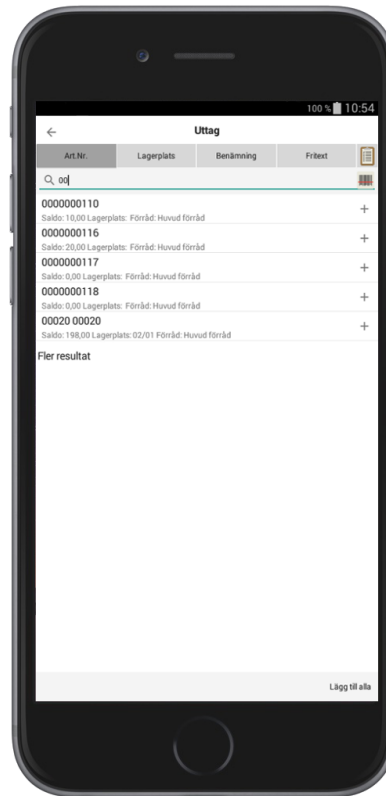 100 % 10:54
Uttag
Art.Nr. Lagerplats Benämning Fritext
00
0000000110
Saldo: 10,00 Lagerplats: Förråd: Huvud förråd
0000000116
Saldo: 20,00 Lagerplats: Förråd: Huvud förråd
0000000117
Saldo: 0,00 Lagerplats: Förråd: Huvud förråd
0000000118
Saldo: 0,00 Lagerplats: Förråd: Huvud förråd
00020 00020
Saldo: 198,00 Lagerplats: 02/01 Förråd: Huvud förråd
Fler resultat
Lägg till alla